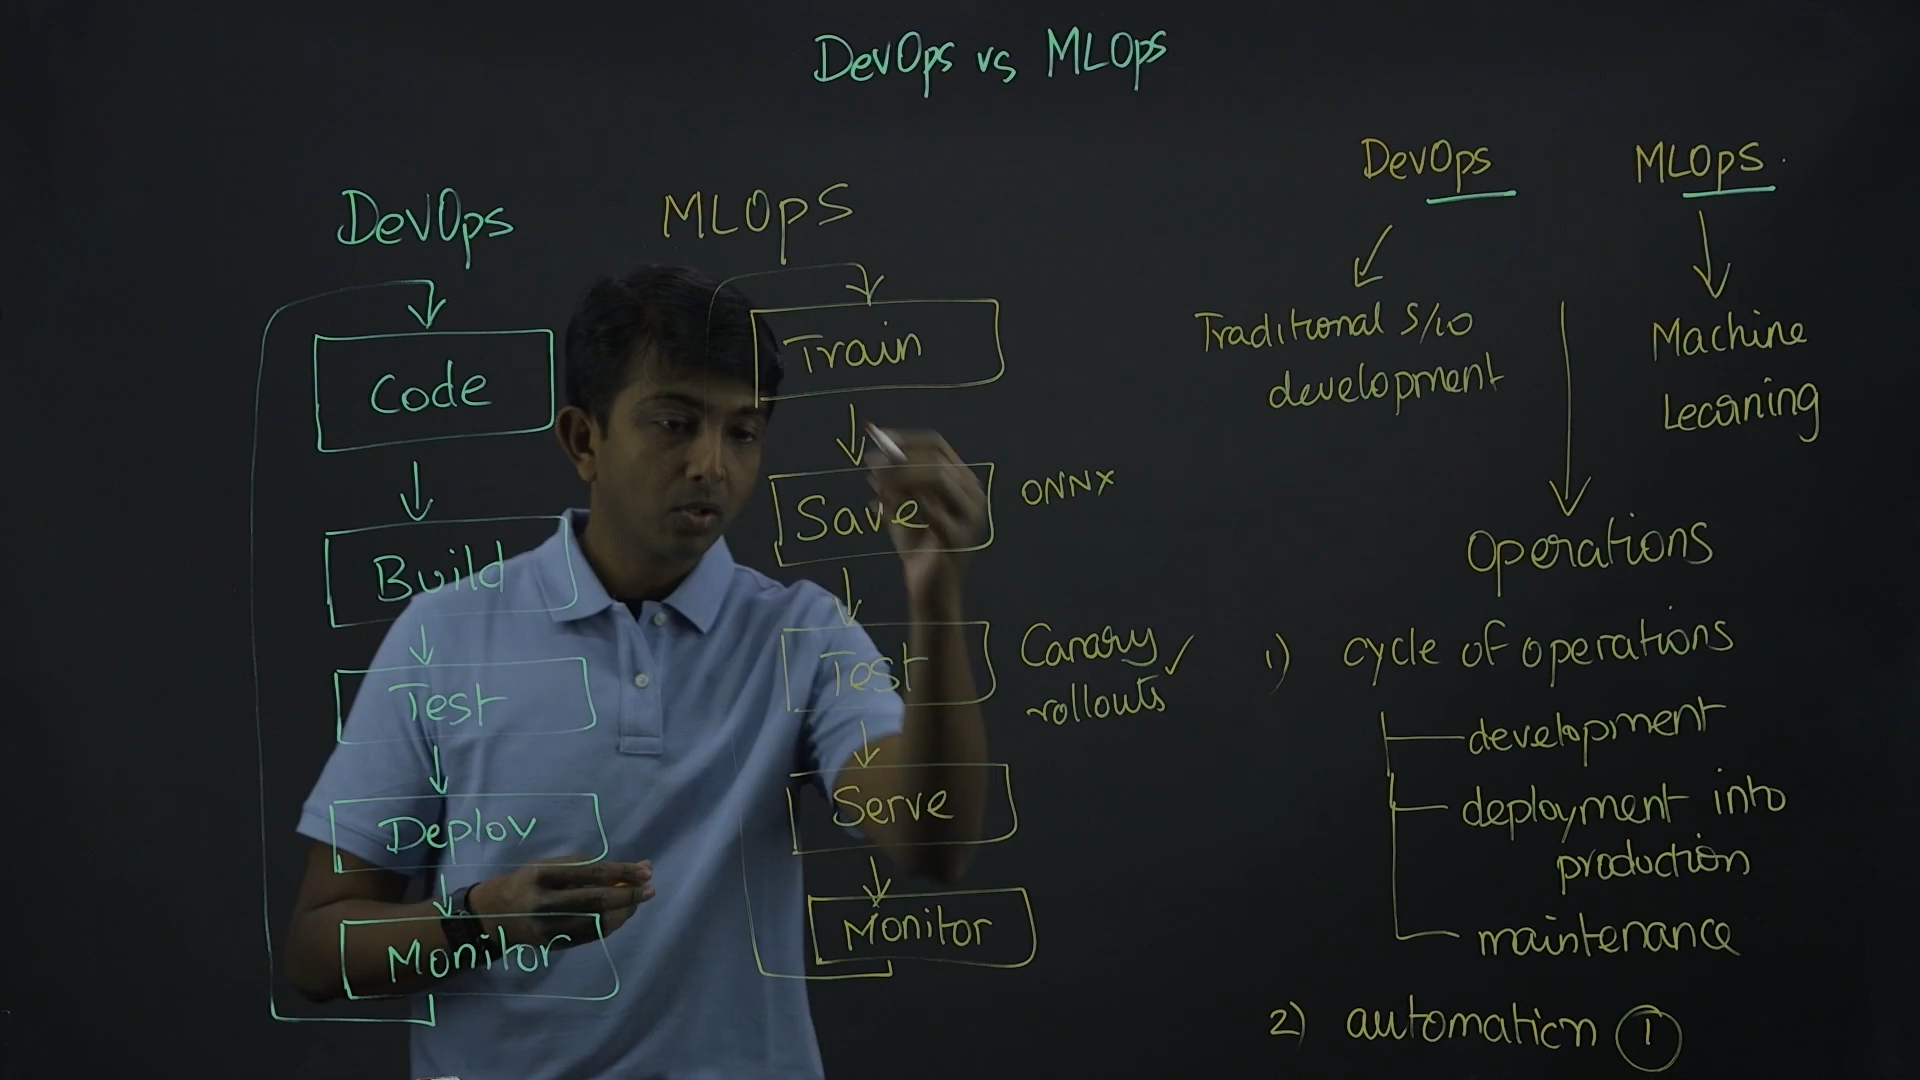 DevOps vs MLOps
DevOps
Code
Build
Test
Deploy
Monitor
MLOps
Train
Save
ONNX
Test
Canary
rollouts ✓
Serve
Monitor
DevOps
MLOps
Traditional S/W
development
Machine
Learning
Operations
1) cycle of operations
development
deployment into
production
maintenance
2) automation 1